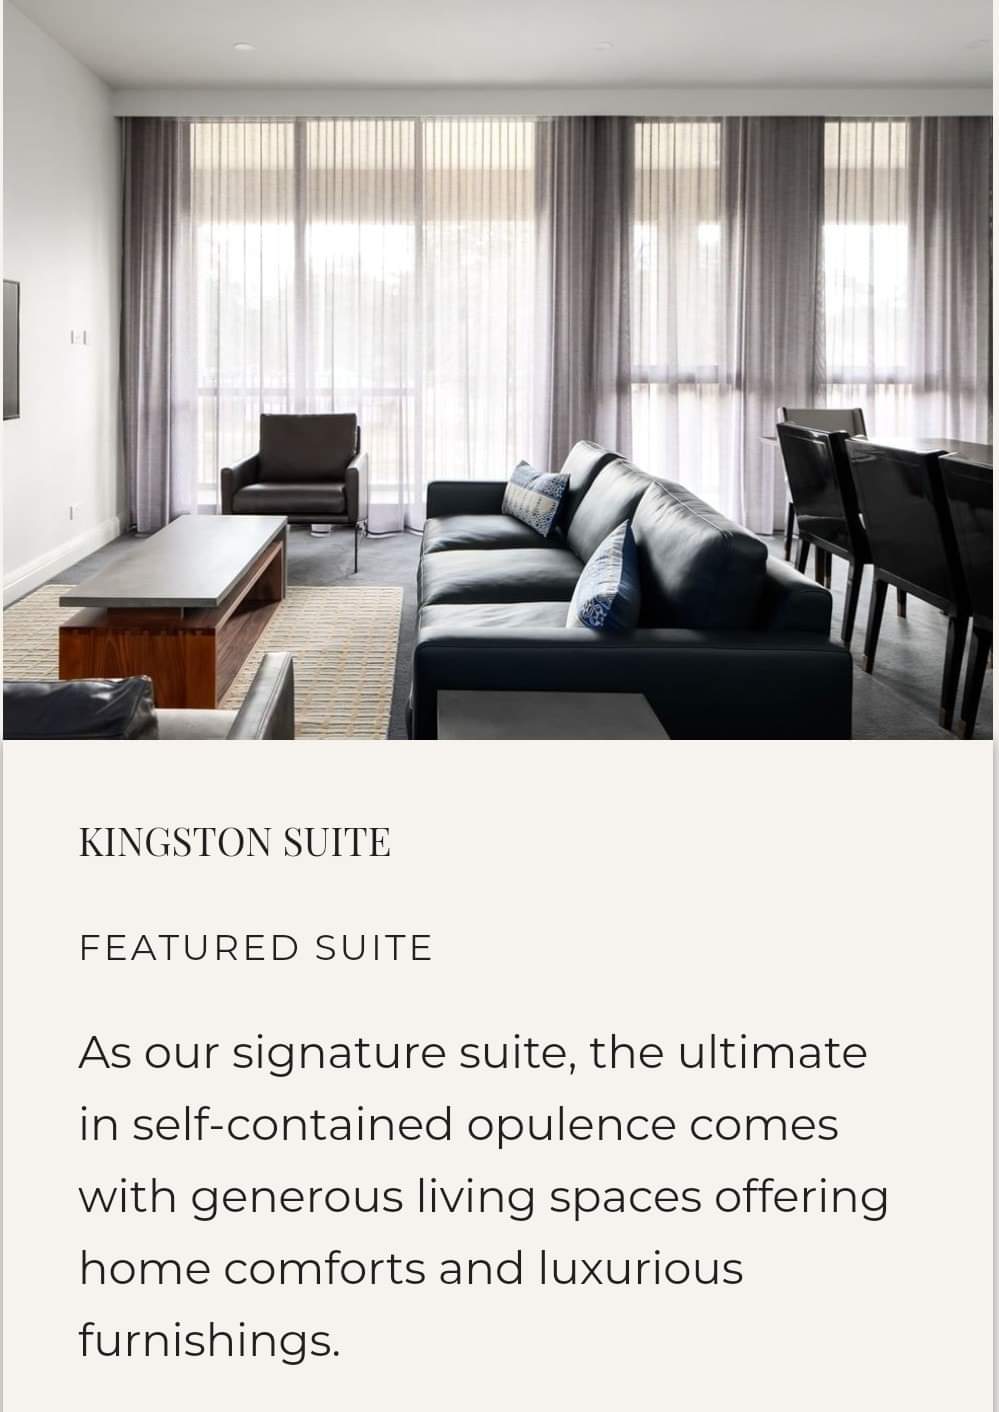 KINGSTON SUITE
FEATURED SUITE
As our signature suite, the ultimate
in self-contained opulence comes
with generous living spaces offering
home comforts and luxurious
furnishings.